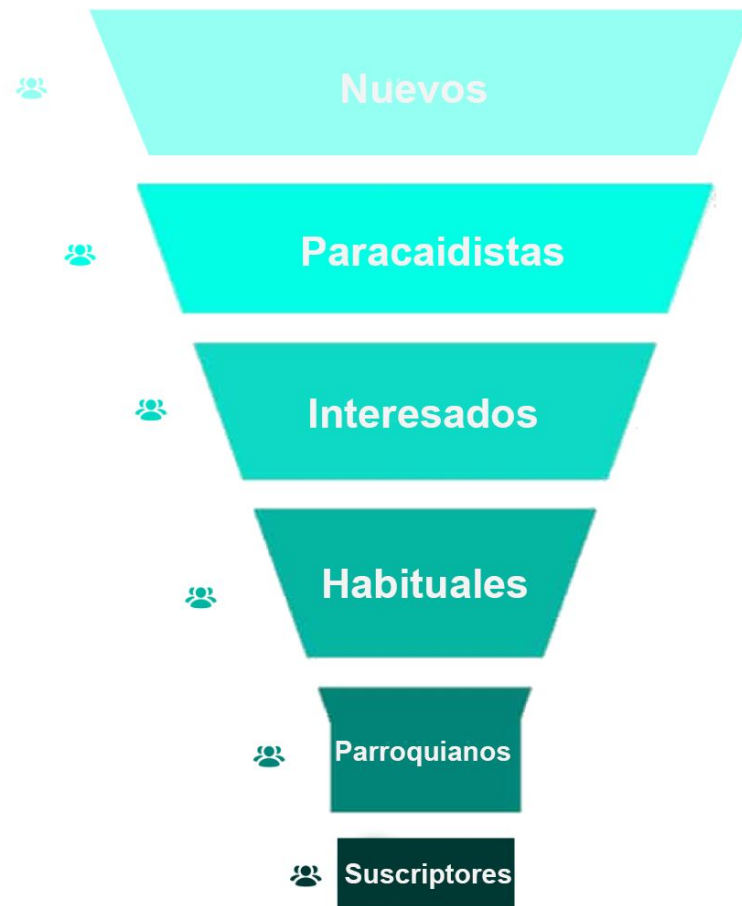 Nuevos
Paracaidistas
Interesados
Habituales
Parroquianos
Suscriptores